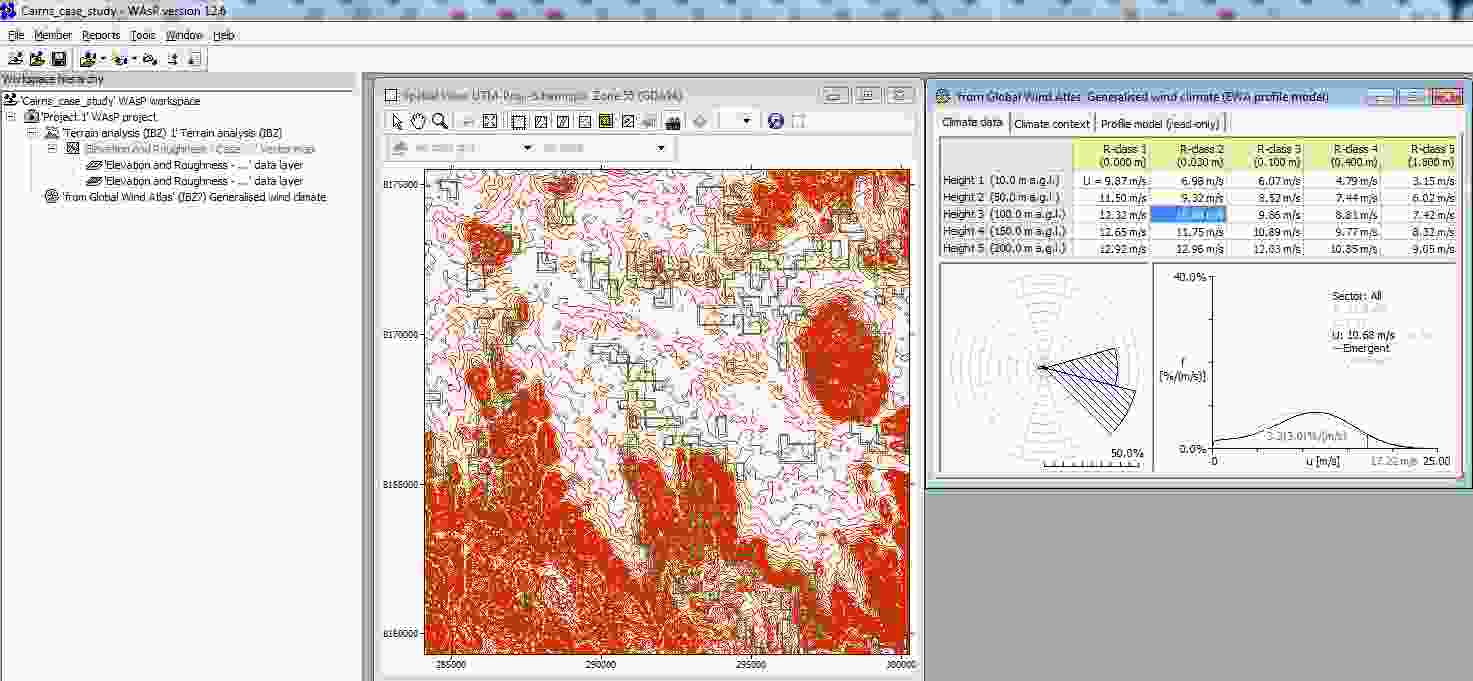 Cairns_case_study - WAsP version 12.6
File Member Reports Tools Window Help
Workspace hierarchy
'Cairns_case_study' WAsP workspace
'Project 1' WAsP project
'Terrain analysis (IBZ) 1' Terrain analysis (IBZ)
'Elevation and Roughness - Case ...' Vector map
'Elevation and Roughness - ...' data layer
'Elevation and Roughness - ...' data layer
'from Global Wind Atlas' (IBZ7) Generalised wind climate
Spatial View UTM Proj. Zone 55 (GDA94)
8175000
8170000
8165000
8160000
285000 290000 295000 300000
'from Global Wind Atlas' Generalised wind climate (EWA profile model)
Climate data Climate context Profile model (read-only)
R-class 1 R-class 2 R-class 3 R-class 4 R-class 5
(0.000 m) (0.030 m) (0.100 m) (0.400 m)
Height 1 (10.0 m a.g.l.) U = 9.87 m/s 6.98 m/s 6.07 m/s 4.79 m/s 3.15 m/s
Height 2 (50.0 m a.g.l.) 11.50 m/s 9.32 m/s 8.52 m/s 7.44 m/s 6.02 m/s
Height 3 (100.0 m a.g.l.) 12.32 m/s 9.86 m/s 8.81 m/s 7.42 m/s
Height 4 (150.0 m a.g.l.) 12.65 m/s 11.75 m/s 10.89 m/s 9.77 m/s 8.32 m/s
Height 5 (200.0 m a.g.l.) 12.92 m/s 12.96 m/s 10.85 m/s 9.05 m/s
50.0%
40.0%
Sector: All
U: 10.68 m/s
Emergent
f
[%/(m/s)]
3.2(3.0)%/(m/s)
0.0%
0 u [m/s] 17.22 m/s 25.00